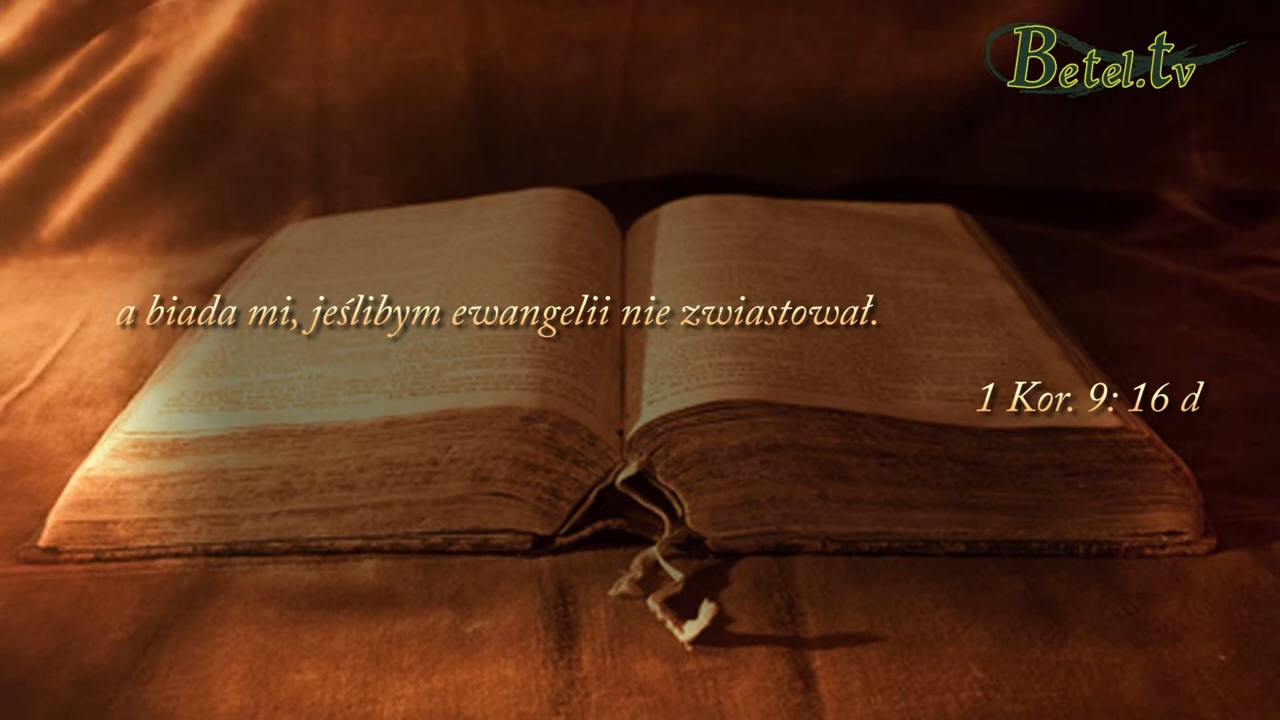 Betel.tv
a biada mi, jeślibym ewangelii nie zwiastował.
1 Kor. 9: 16 d